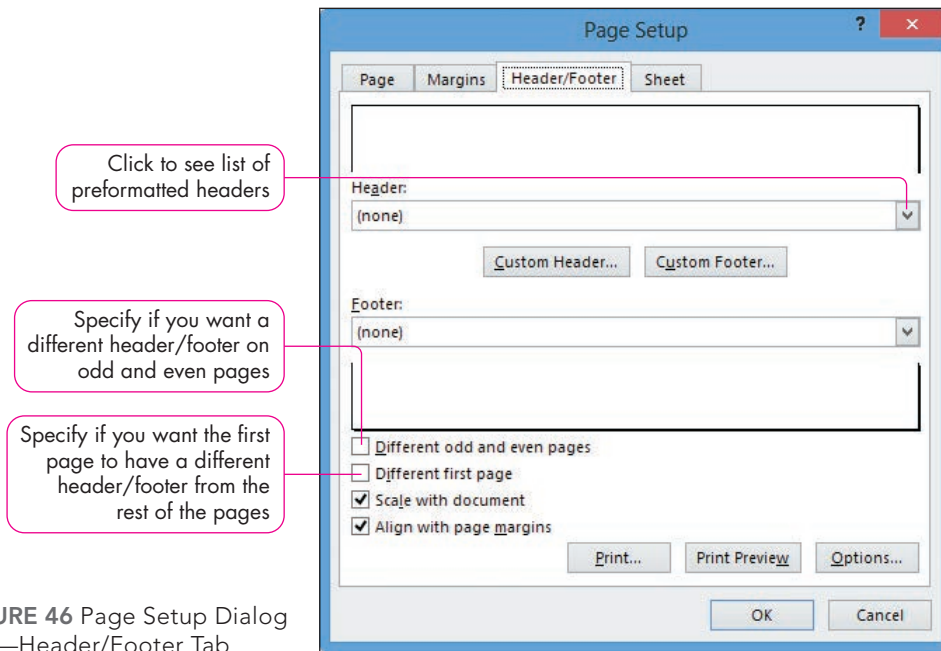 Page Setup
?
×
Page
Margins
Header/Footer
Sheet
Click to see list of
preformatted headers
Header:
(none)
Custom Header...
Custom Footer...
Specify if you want a
different header/footer on
odd and even pages
Footer:
(none)
Specify if you want the first
page to have a different
header/footer from the
rest of the pages
Different odd and even pages
Different first page
Scale with document
Align with page margins
Print...
Print Preview
Options...
OK
Cancel
URE 46 Page Setup Dialog
—Header/Footer Tab